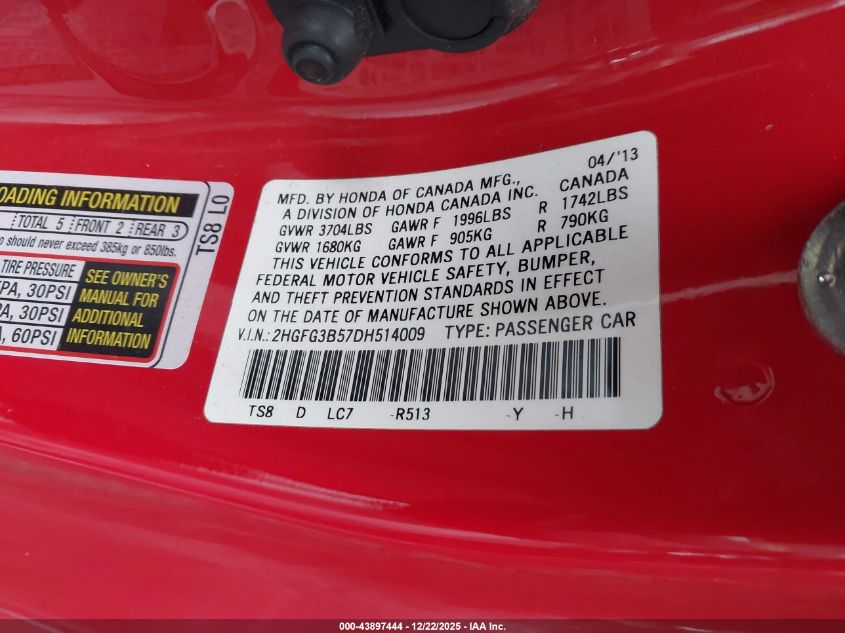 OADING INFORMATION
TOTAL 5 FRONT 2 REAR 3
o should never exceed 385kg or 850lbs.
TIRE PRESSURE
PA, 30PSI
A, 30PSI
A, 60PSI
SEE OWNER'S
MANUAL FOR
ADDITIONAL
INFORMATION
TS8 L0
04/'13
MFD. BY HONDA OF CANADA MFG.,
A DIVISION OF HONDA CANADA INC. CANADA
GVWR 3704LBS GAWR F 1996LBS R 1742LBS
GVWR 1680KG GAWR F 905KG R 790KG
THIS VEHICLE CONFORMS TO ALL APPLICABLE
FEDERAL MOTOR VEHICLE SAFETY, BUMPER,
AND THEFT PREVENTION STANDARDS IN EFFECT
ON THE DATE OF MANUFACTURE SHOWN ABOVE.
V.I.N.: 2HGFG3B57DH514009 TYPE: PASSENGER CAR
TS8 D LC7 -R513 -Y -H
000-43897444 - 12/22/2025 - IAA Inc.